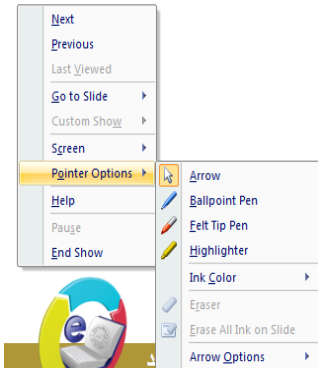 Next
Previous
Last Viewed
Go to Slide
Custom Show
Screen
Pointer Options
Help
Pause
End Show
Arrow
Ballpoint Pen
Felt Tip Pen
Highlighter
Ink Color
Eraser
Erase All Ink on Slide
Arrow Options
e